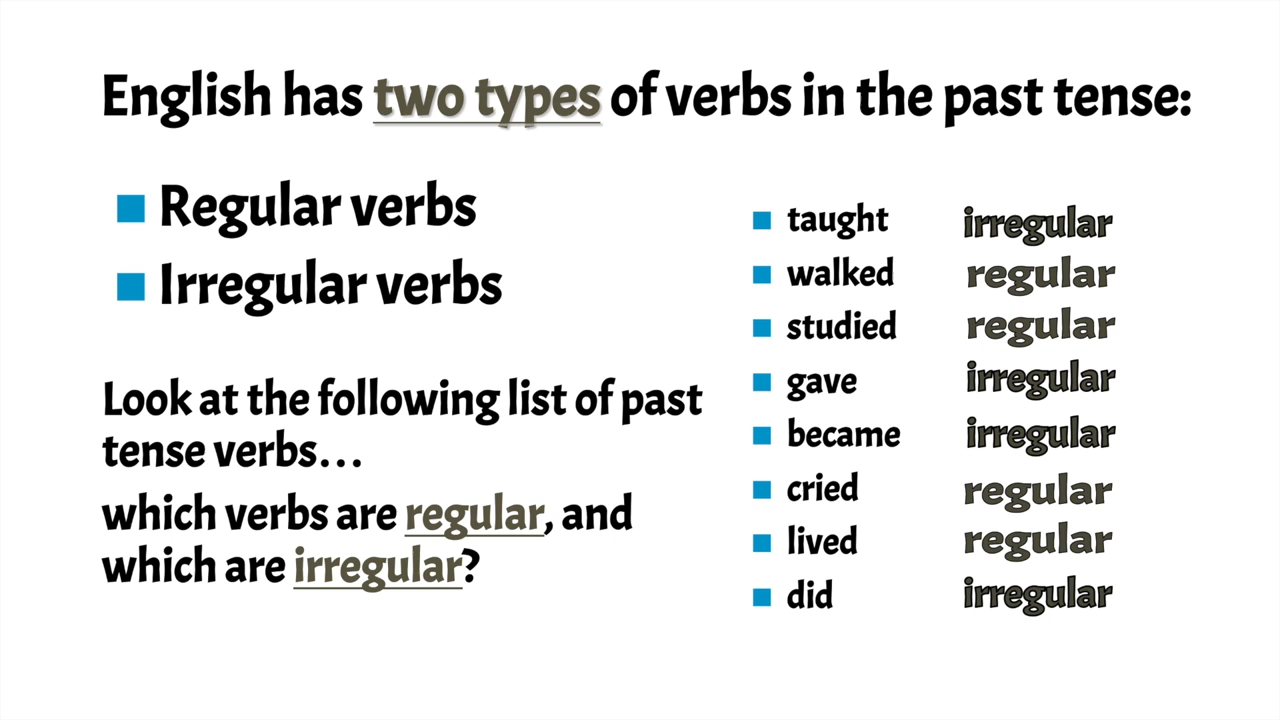 English has two types of verbs in the past tense:
Regular verbs
Irregular verbs
Look at the following list of past
tense verbs…
which verbs are regular, and
which are irregular?
taught irregular
walked regular
studied regular
gave irregular
became irregular
cried regular
lived regular
did irregular